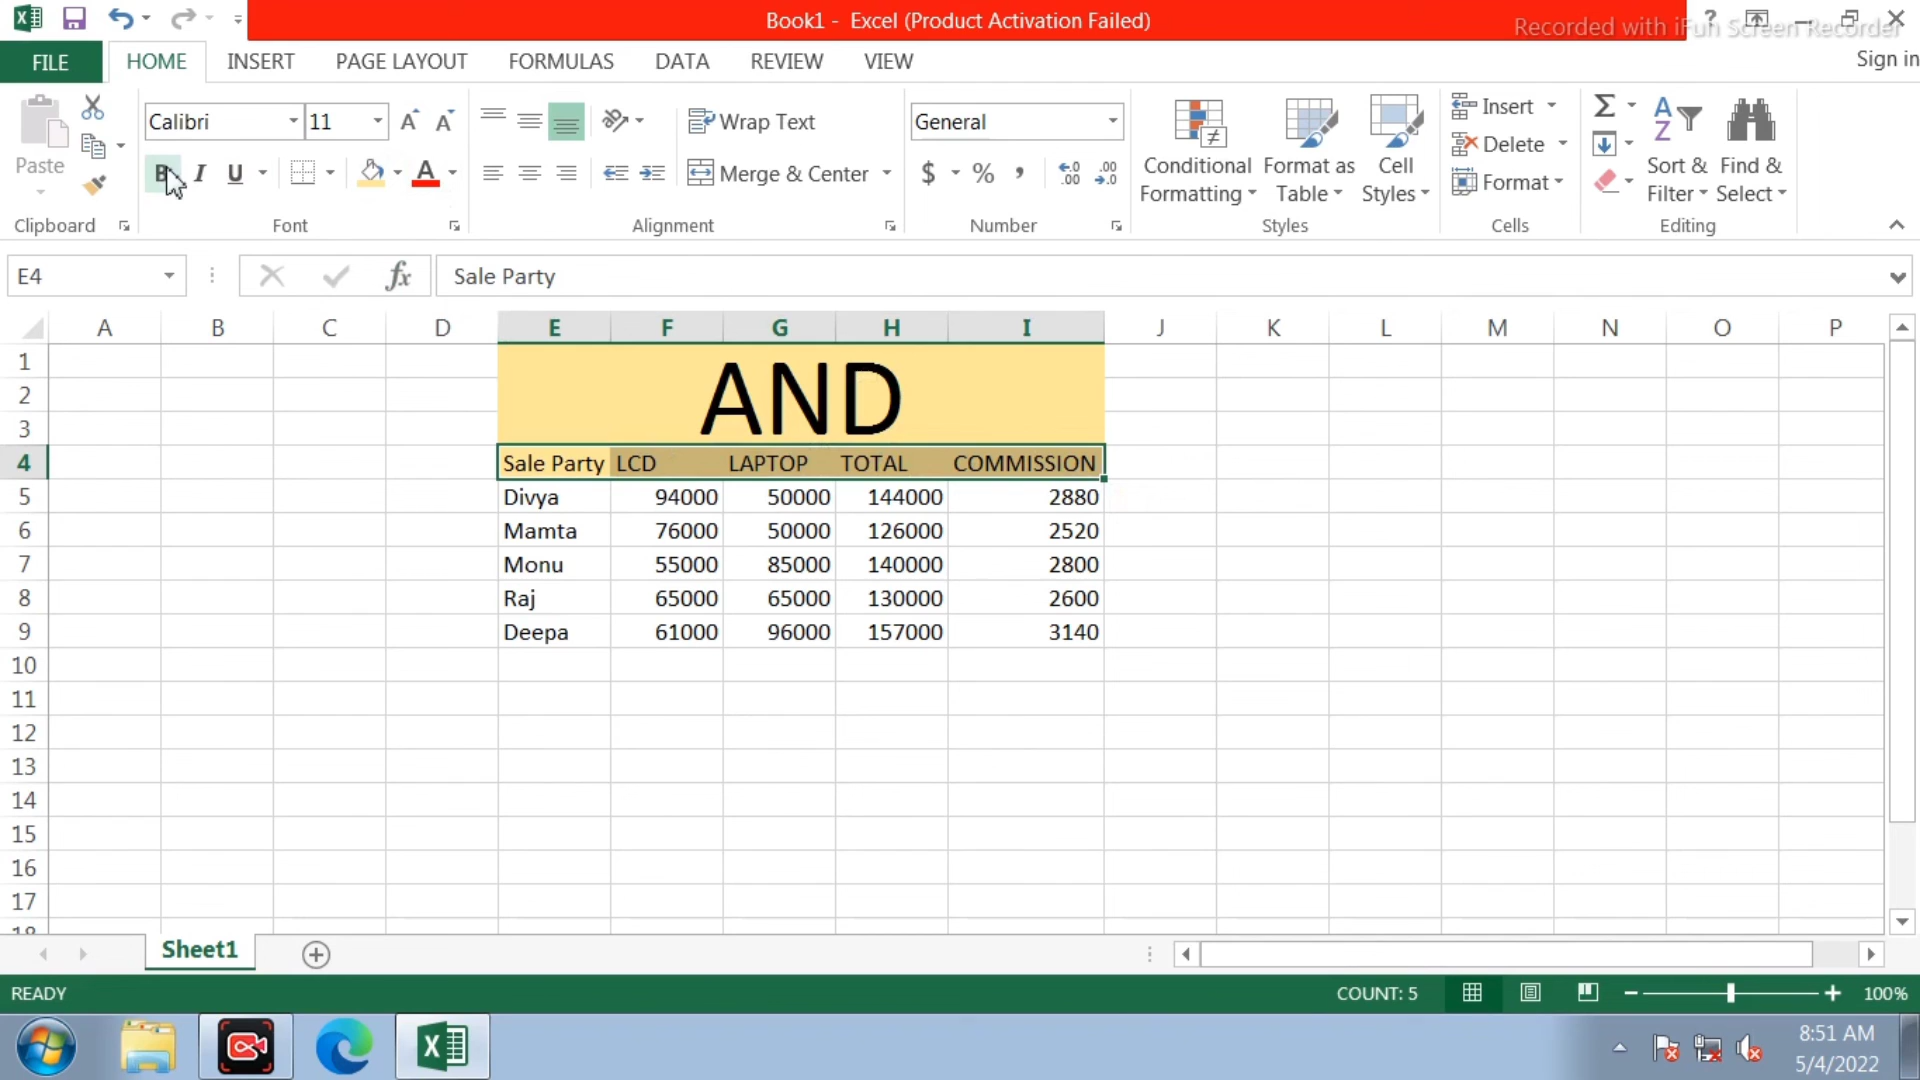 Book1 - Excel (Product Activation Failed)
Recorded with iFun Screen Recorder
?
FILE HOME INSERT PAGE LAYOUT FORMULAS DATA REVIEW VIEW Sign in
Paste
Calibri 11
B I U A
Wrap Text
Merge & Center
General
$ % ,
Conditional Formatting
Format as Table
Cell Styles
Insert
Delete
Format
Sort & Filter
Find & Select
Clipboard Font Alignment Number Styles Cells Editing
E4 fx Sale Party
A B C D E F G H I J K L M N O P
1
2 AND
3
4 Sale Party LCD LAPTOP TOTAL COMMISSION
5 Divya 94000 50000 144000 2880
6 Mamta 76000 50000 126000 2520
7 Monu 55000 85000 140000 2800
8 Raj 65000 65000 130000 2600
9 Deepa 61000 96000 157000 3140
10
11
12
13
14
15
16
17
18
Sheet1
READY COUNT: 5 100%
8:51 AM
5/4/2022